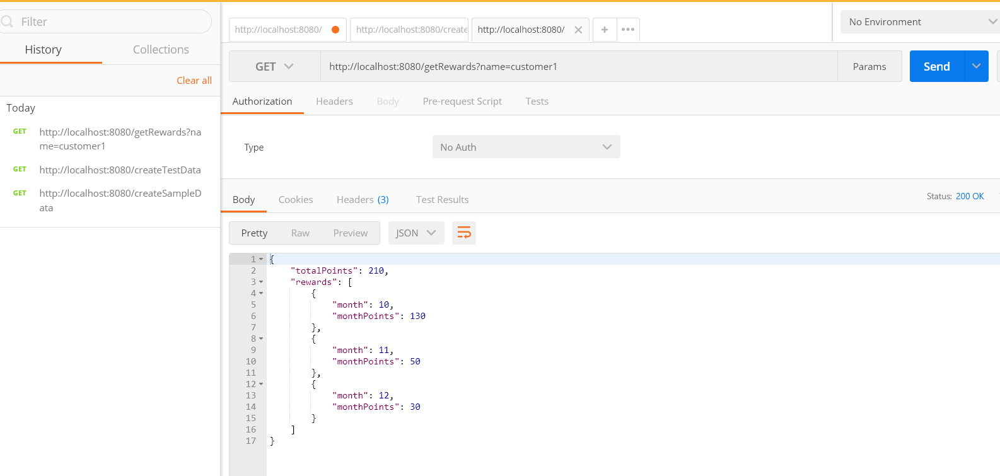 Filter
History
Collections
Clear all
Today
GET http://localhost:8080/getRewards?na
me=customer1
GET http://localhost:8080/createTestData
GET http://localhost:8080/createSampleD
ata
http://localhost:8080/
http://localhost:8080/create
http://localhost:8080/
No Environment
GET
http://localhost:8080/getRewards?name=customer1
Params
Send
Authorization
Headers
Body
Pre-request Script
Tests
Type
No Auth
Body
Cookies
Headers (3)
Test Results
Status: 200 OK
Pretty
Raw
Preview
JSON
1 {
2 "totalPoints": 210,
3 "rewards": [
4 {
5 "month": 10,
6 "monthPoints": 130
7 },
8 {
9 "month": 11,
10 "monthPoints": 50
11 },
12 {
13 "month": 12,
14 "monthPoints": 30
15 }
16 ]
17 }